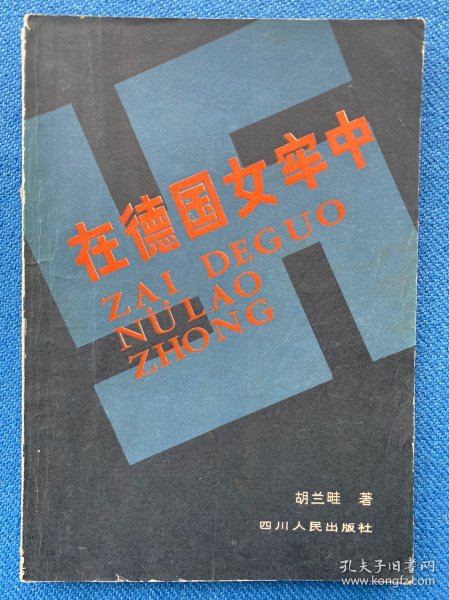 在德国女牢中
ZAI DEGUO
NÜLAO
ZHONG
胡兰畦 著
四川人民出版社
孔夫子旧书网
www.kongfz.com